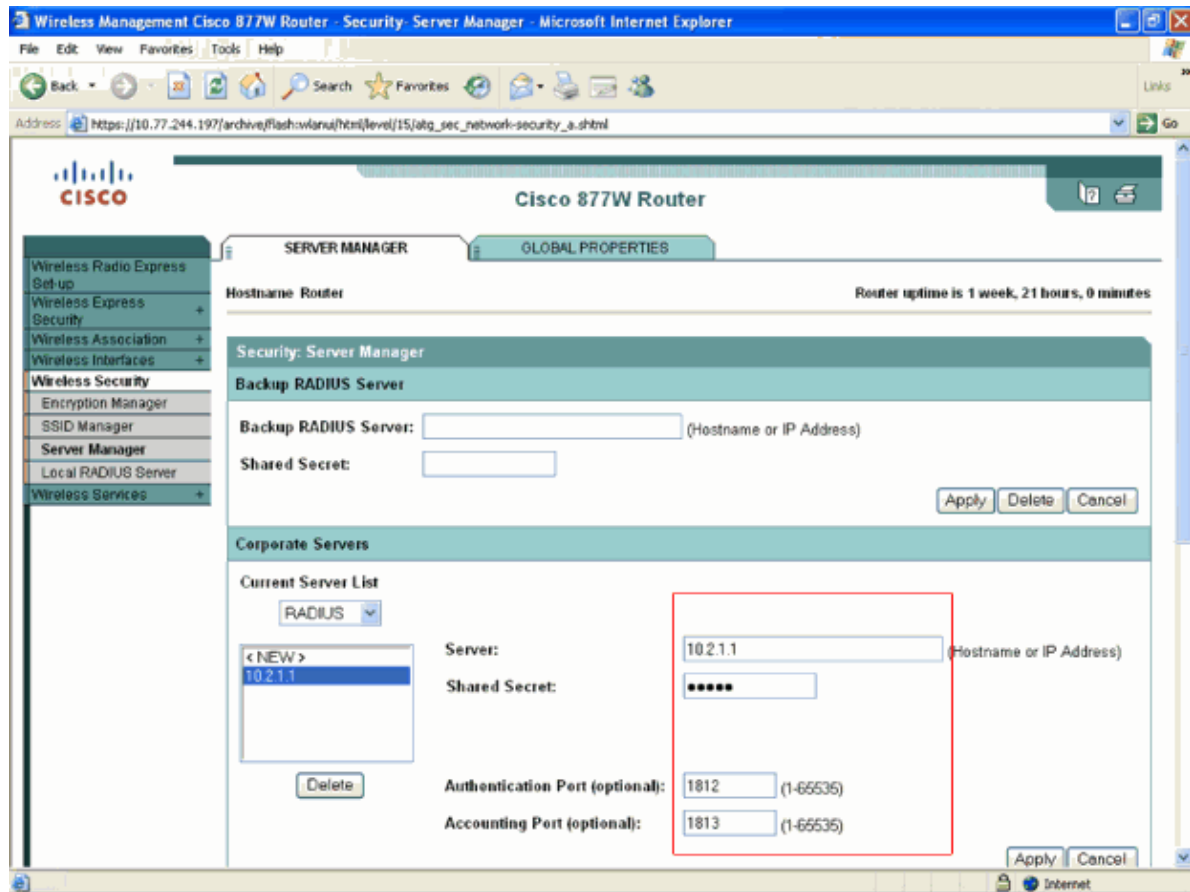 Wireless Management Cisco 877W Router - Security- Server Manager - Microsoft Internet Explorer
File Edit View Favorites Tools Help
Back Search Favorites Links
Address https://10.77.244.197/archive/flash:wlanui/html/level/15/atg_sec_network-security_a.shtml Go
CISCO
Cisco 877W Router
SERVER MANAGER GLOBAL PROPERTIES
Wireless Radio Express Set-up
Wireless Express Security +
Wireless Association +
Wireless Interfaces +
Wireless Security
Encryption Manager
SSID Manager
Server Manager
Local RADIUS Server
Wireless Services +
Hostname Router Router uptime is 1 week, 21 hours, 0 minutes
Security: Server Manager
Backup RADIUS Server
Backup RADIUS Server: (Hostname or IP Address)
Shared Secret:
Apply Delete Cancel
Corporate Servers
Current Server List
RADIUS
< NEW >
10.2.1.1
Delete
Server: 10.2.1.1 (Hostname or IP Address)
Shared Secret: •••••
Authentication Port (optional): 1812 (1-65535)
Accounting Port (optional): 1813 (1-65535)
Apply Cancel
Internet